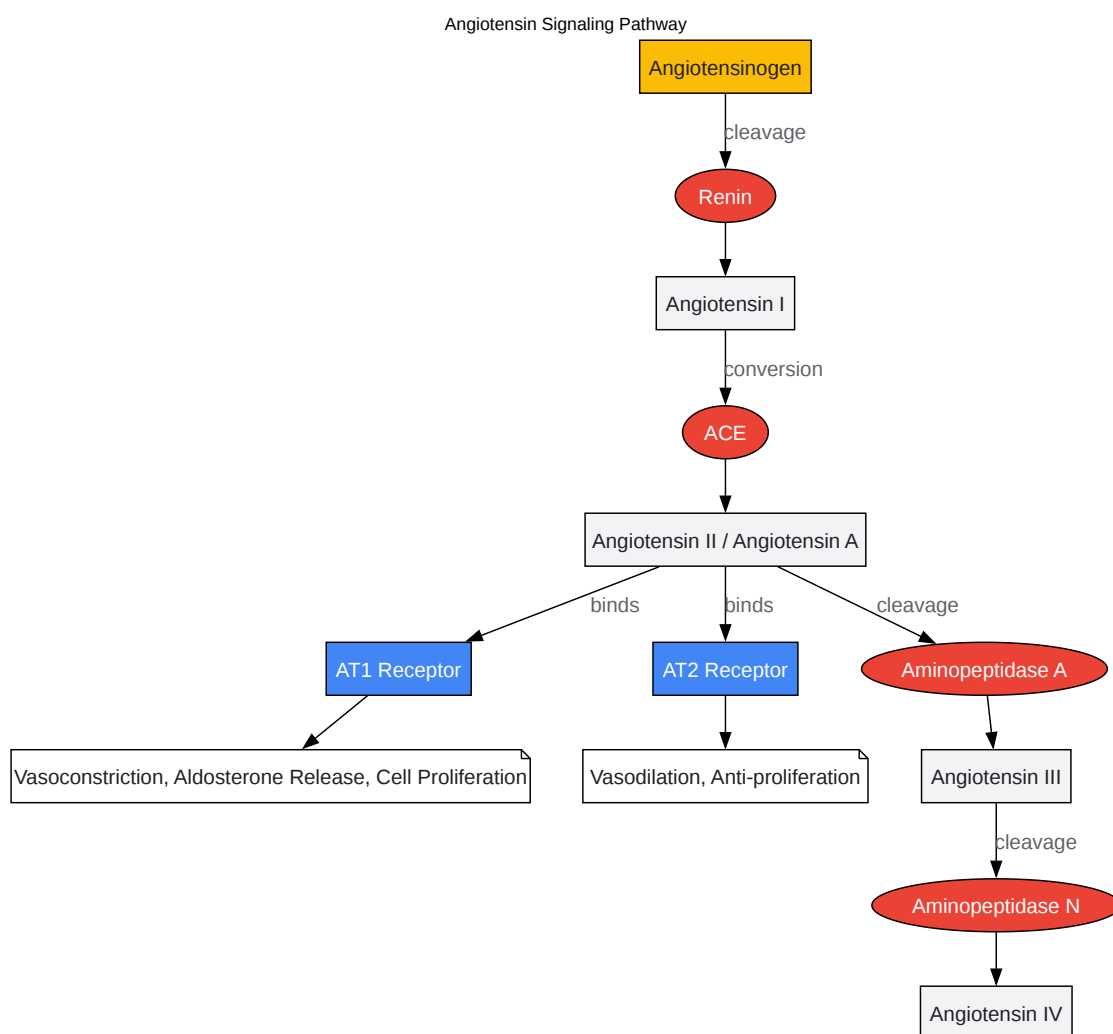 Angiotensin Signaling Pathway
Angiotensinogen
cleavage
Renin
Angiotensin I
conversion
ACE
Angiotensin II / Angiotensin A
binds
binds
cleavage
AT1 Receptor
AT2 Receptor
Aminopeptidase A
Vasoconstriction, Aldosterone Release, Cell Proliferation
Vasodilation, Anti-proliferation
Angiotensin III
cleavage
Aminopeptidase N
Angiotensin IV